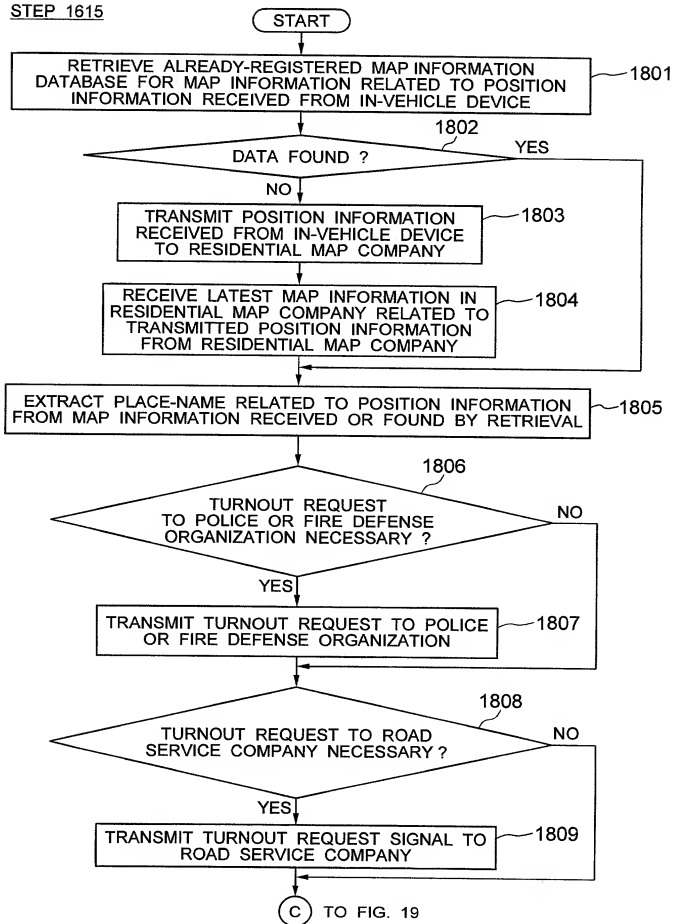 STEP 1615
START
RETRIEVE ALREADY-REGISTERED MAP INFORMATION
DATABASE FOR MAP INFORMATION RELATED TO POSITION
INFORMATION RECEIVED FROM IN-VEHICLE DEVICE
1801
1802
DATA FOUND ?
YES
NO
TRANSMIT POSITION INFORMATION
RECEIVED FROM IN-VEHICLE DEVICE
TO RESIDENTIAL MAP COMPANY
1803
RECEIVE LATEST MAP INFORMATION IN
RESIDENTIAL MAP COMPANY RELATED TO
TRANSMITTED POSITION INFORMATION
FROM RESIDENTIAL MAP COMPANY
1804
EXTRACT PLACE-NAME RELATED TO POSITION INFORMATION
FROM MAP INFORMATION RECEIVED OR FOUND BY RETRIEVAL
1805
1806
TURNOUT REQUEST
TO POLICE OR FIRE DEFENSE
ORGANIZATION NECESSARY ?
NO
YES
TRANSMIT TURNOUT REQUEST TO POLICE
OR FIRE DEFENSE ORGANIZATION
1807
1808
TURNOUT REQUEST TO ROAD
SERVICE COMPANY NECESSARY ?
NO
YES
TRANSMIT TURNOUT REQUEST SIGNAL TO
ROAD SERVICE COMPANY
1809
C TO FIG. 19